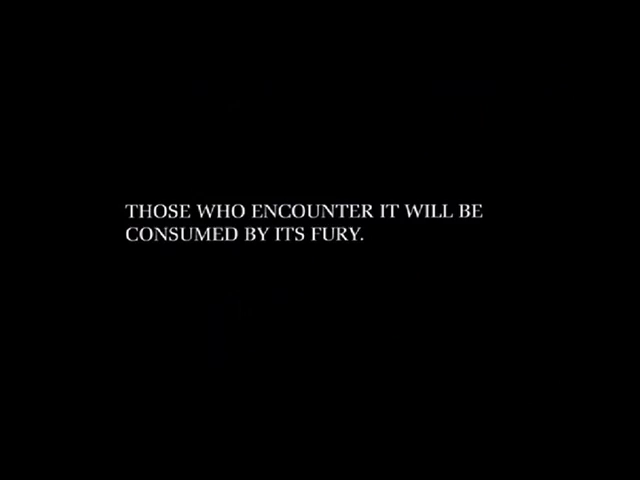 THOSE WHO ENCOUNTER IT WILL BE
CONSUMED BY ITS FURY.